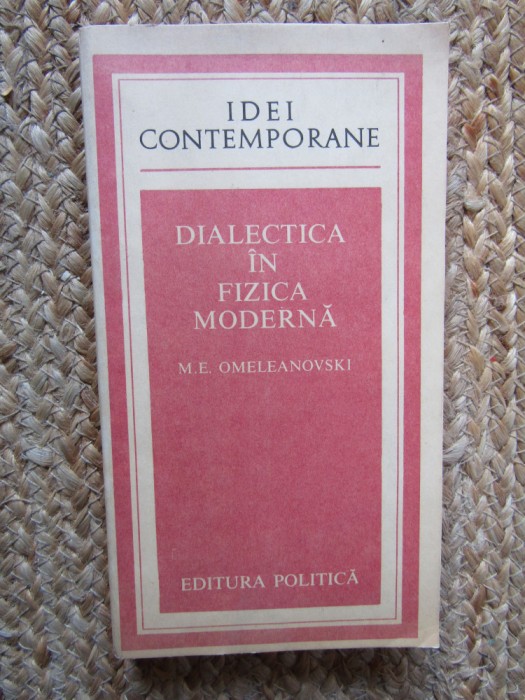 IDEI
CONTEMPORANE
DIALECTICA
ÎN
FIZICA
MODERNĂ
M.E. OMELEANOVSKI
EDITURA POLITICĂ